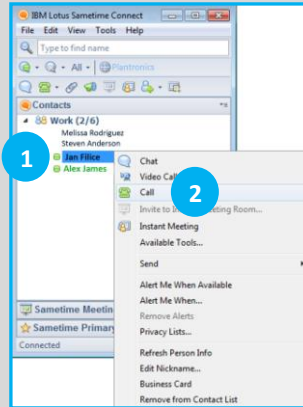 IBM Lotus Sametime Connect
File Edit View Tools Help
Type to find name
All
Plantronics
Contacts
Work (2/6)
Melissa Rodriguez
Steven Anderson
1
Jan Filice
Alex James
Chat
Video Call
Call
2
Invite to Meeting Room...
Instant Meeting
Available Tools...
Send
Alert Me When Available
Alert Me When...
Remove Alerts
Privacy Lists...
Refresh Person Info
Edit Nickname...
Business Card
Remove from Contact List
Sametime Meetin
Sametime Primar
Connected